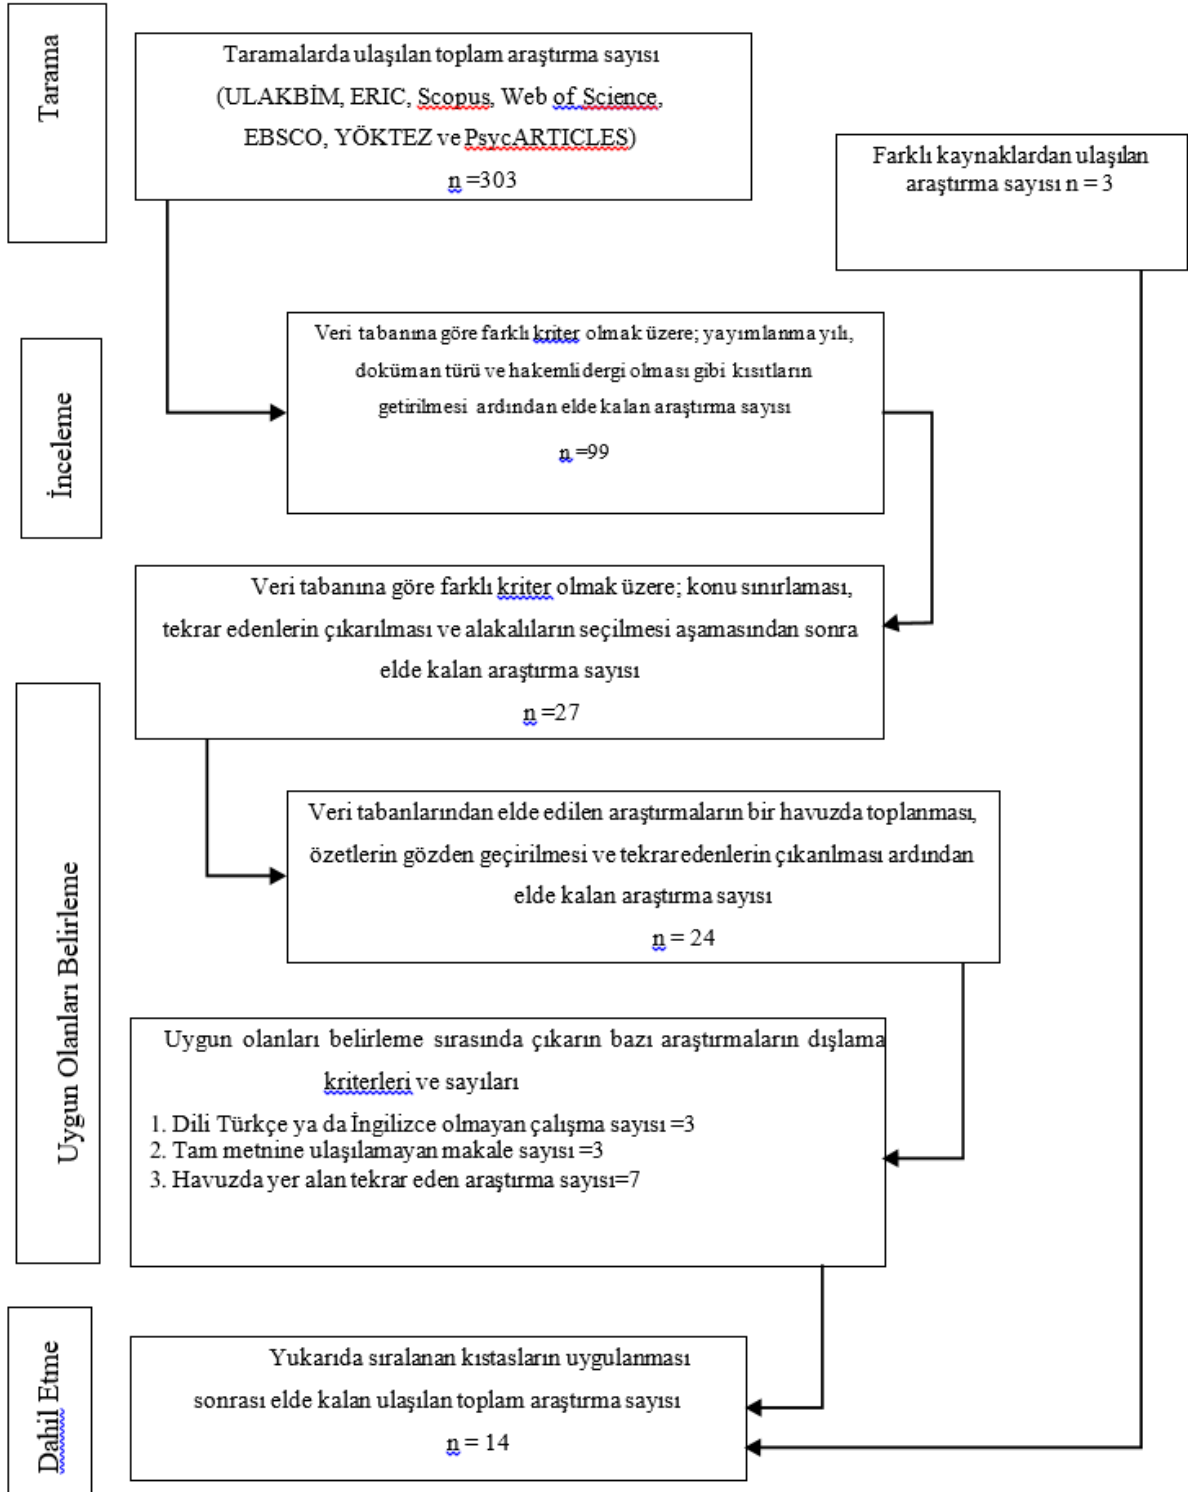 Tarama
Taramalarda ulaşılan toplam araştırma sayısı
(ULAKBİM, ERIC, Scopus, Web of Science,
EBSCO, YÖKTEZ ve PsycARTICLES)
n =303
Farklı kaynaklardan ulaşılan
araştırma sayısı n = 3
İnceleme
Veri tabanına göre farklı kriter olmak üzere; yayımlanma yılı,
doküman türü ve hakemli dergi olması gibi kısıtların
getirilmesi ardından elde kalan araştırma sayısı
n =99
Veri tabanına göre farklı kriter olmak üzere; konu sınırlaması,
tekrar edenlerin çıkarılması ve alakalıların seçilmesi aşamasından sonra
elde kalan araştırma sayısı
n =27
Uygun Olanları Belirleme
Veri tabanlarından elde edilen araştırmaların bir havuzda toplanması,
özetlerin gözden geçirilmesi ve tekrar edenlerin çıkarılması ardından
elde kalan araştırma sayısı
n = 24
Uygun olanları belirleme sırasında çıkarın bazı araştırmaların dışlama
kriterleri ve sayıları
1. Dili Türkçe ya da İngilizce olmayan çalışma sayısı =3
2. Tam metnine ulaşılamayan makale sayısı =3
3. Havuzda yer alan tekrar eden araştırma sayısı=7
Dahil Etme
Yukarıda sıralanan kıstasların uygulanması
sonrası elde kalan ulaşılan toplam araştırma sayısı
n = 14